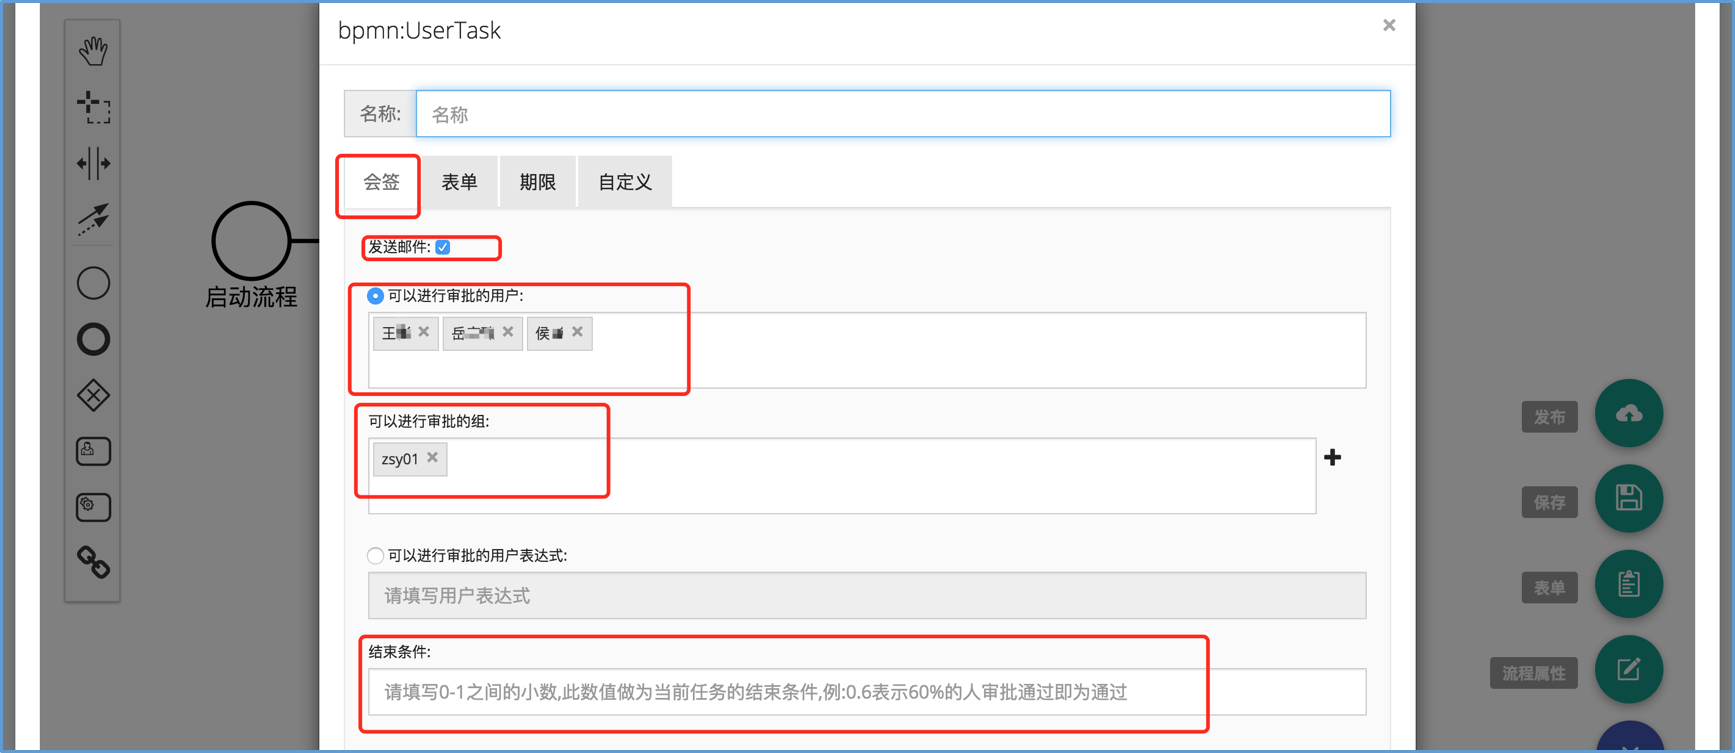 bpmn:UserTask
名称:
名称
会签
表单
期限
自定义
发送邮件:
启动流程
可以进行审批的用户:
王
岳
侯
可以进行审批的组:
zsy01
可以进行审批的用户表达式:
请填写用户表达式
结束条件:
请填写0-1之间的小数,此数值做为当前任务的结束条件,例:0.6表示60%的人审批通过即为通过
发布
保存
表单
流程属性